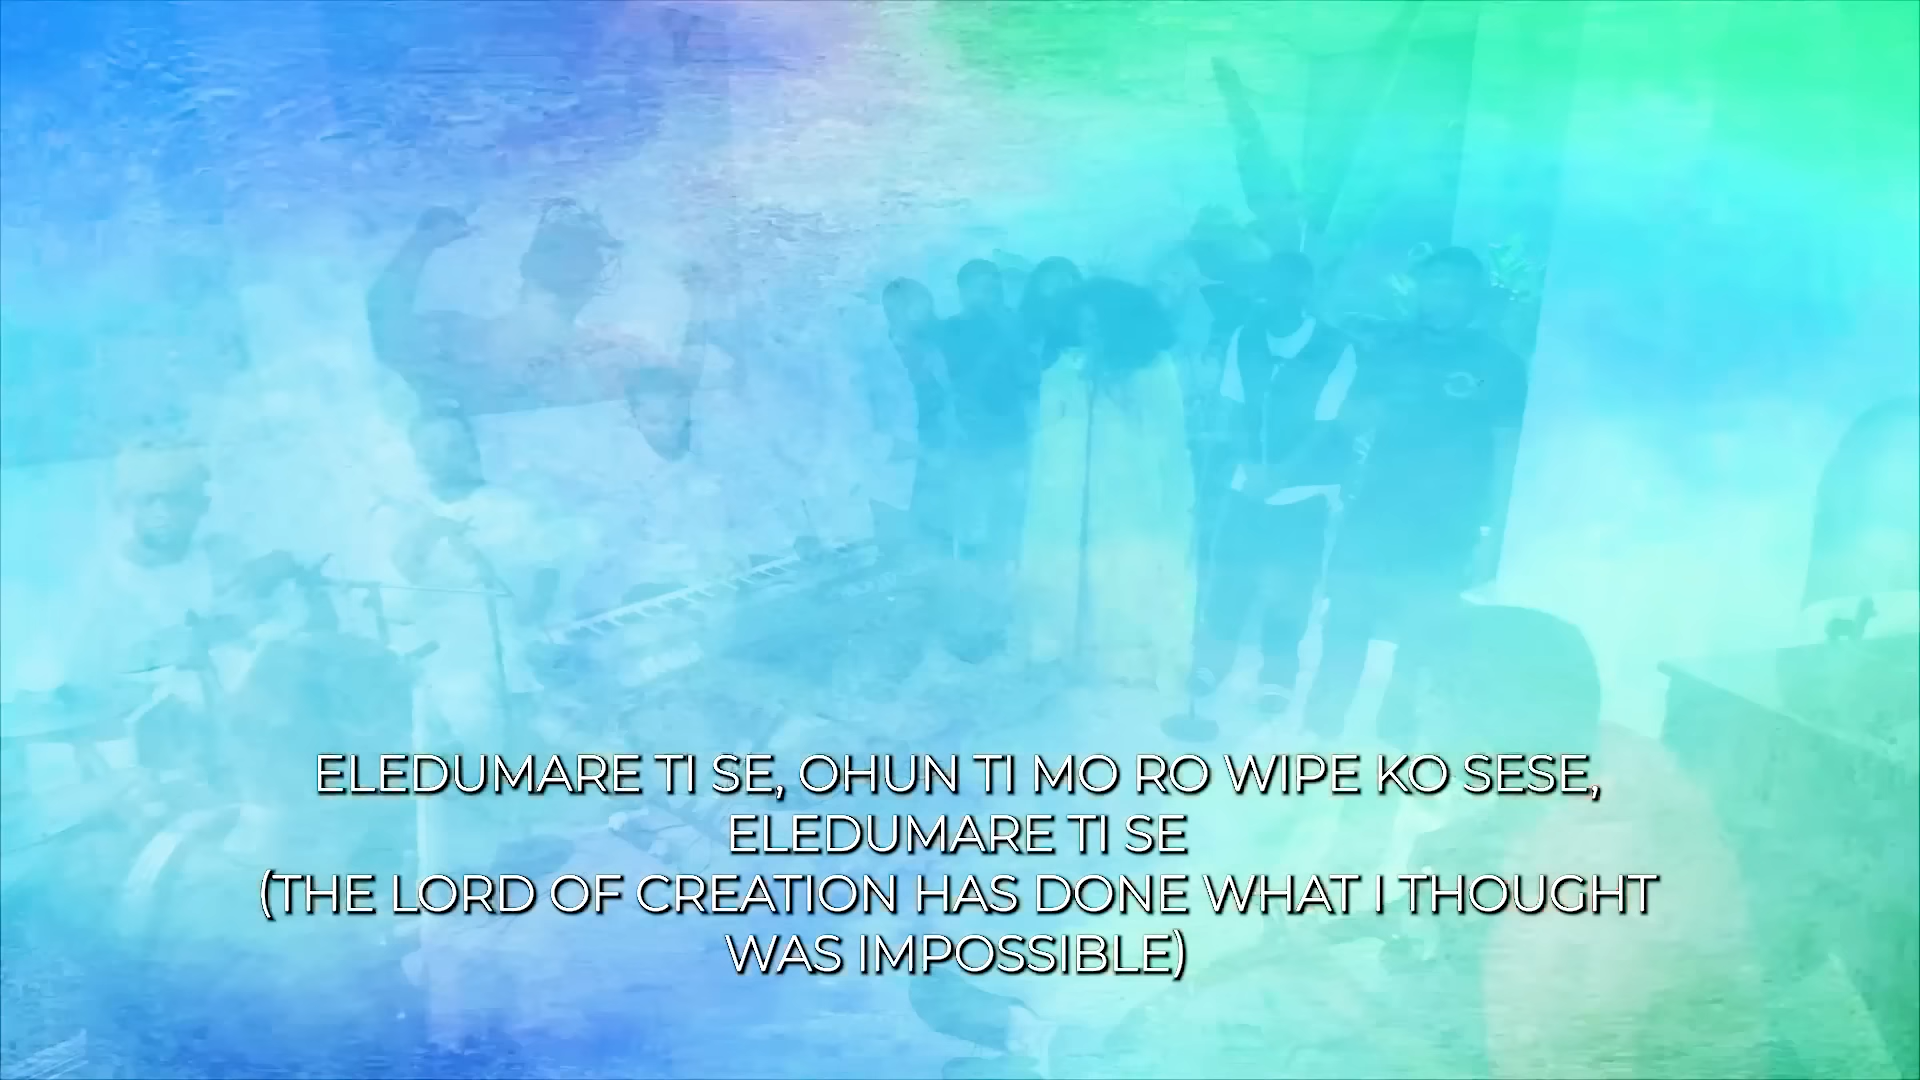 ELEDUMARE TI SE, OHUN TI MO RO WIPE KO SESE,
ELEDUMARE TI SE
(THE LORD OF CREATION HAS DONE WHAT I THOUGHT
WAS IMPOSSIBLE)